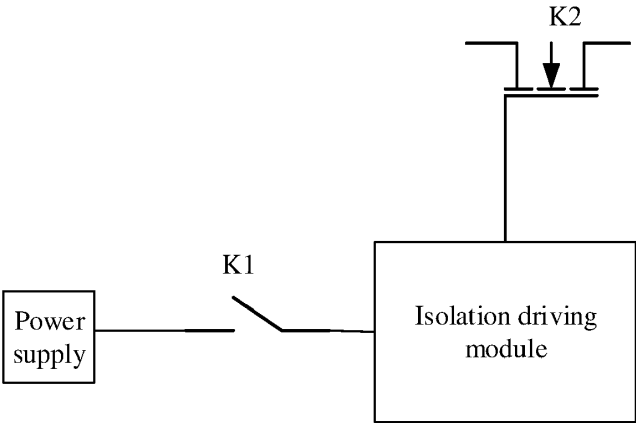 K2
K1
Power
supply
Isolation driving
module